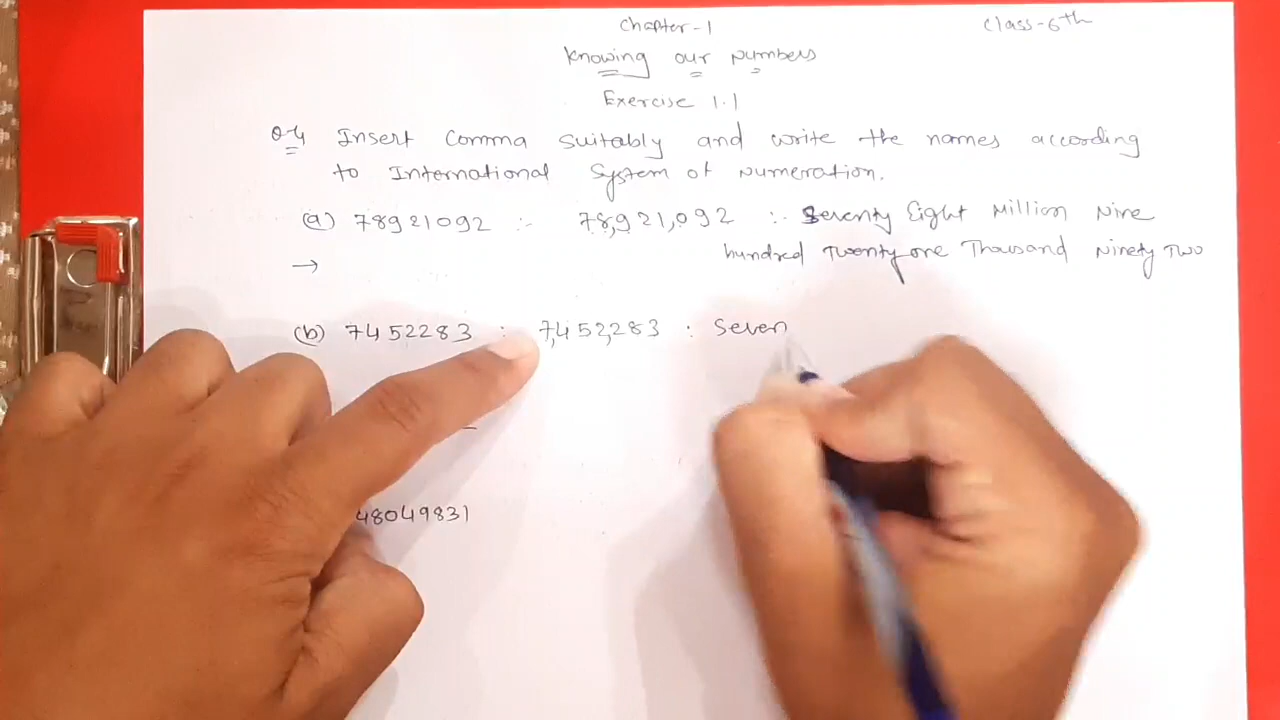 Chapter-1 Class-6th
Knowing our Numbers
Exercise 1.1
Q4 Insert Comma suitably and write the names according
to International System of Numeration.
(a) 78921092 :- 78,921,092 :- Seventy Eight Million Nine
hundred Twenty one Thousand Ninety Two
→
(b) 7452283 : 7,452,283 : Seven
48049831